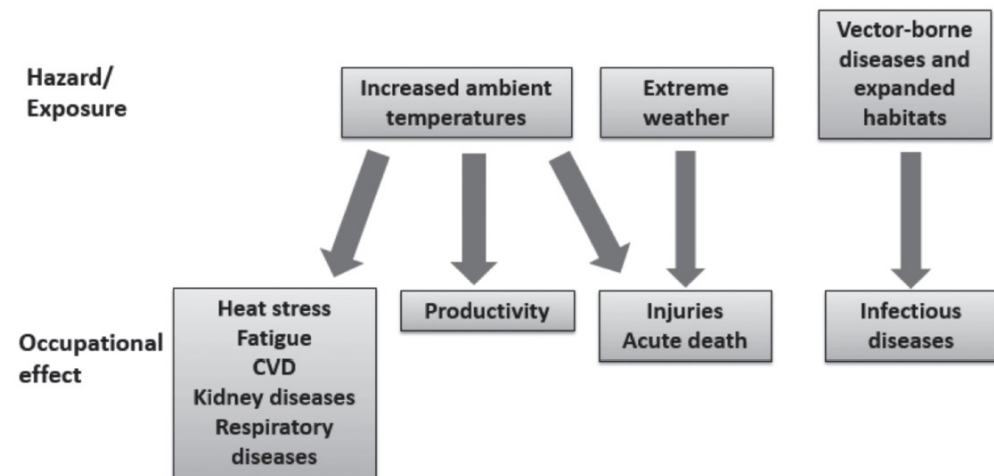 Hazard/
Exposure
Increased ambient
temperatures
Extreme
weather
Vector-borne
diseases and
expanded
habitats
Occupational
effect
Heat stress
Fatigue
CVD
Kidney diseases
Respiratory
diseases
Productivity
Injuries
Acute death
Infectious
diseases